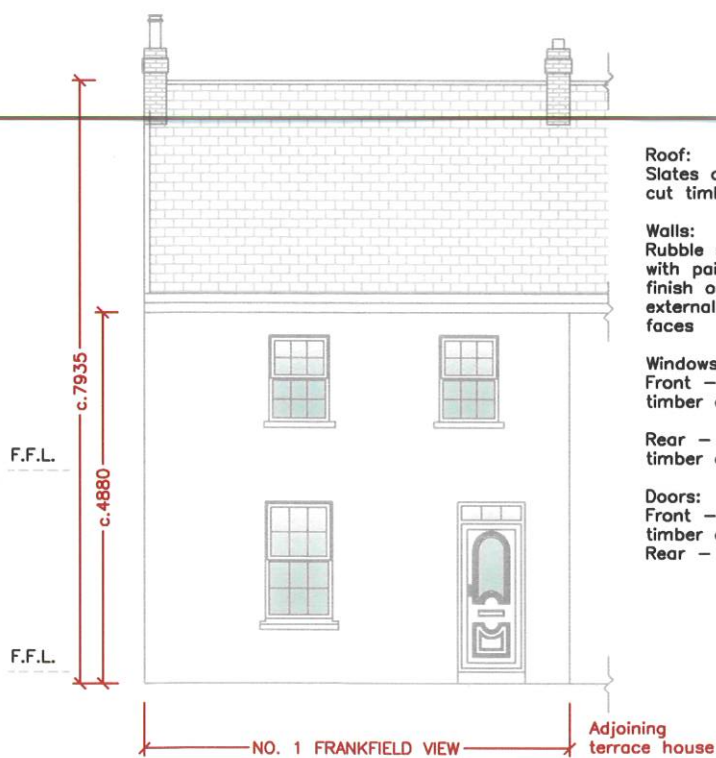 c.7935
c.4880
F.F.L.
F.F.L.
NO. 1 FRANKFIELD VIEW
Adjoining
terrace house
Roof:
Slates
cut
Walls:
Rubble
with
finish
external
faces
Windows
Front –
timber
Rear –
timber
Doors:
Front –
timber
Rear –